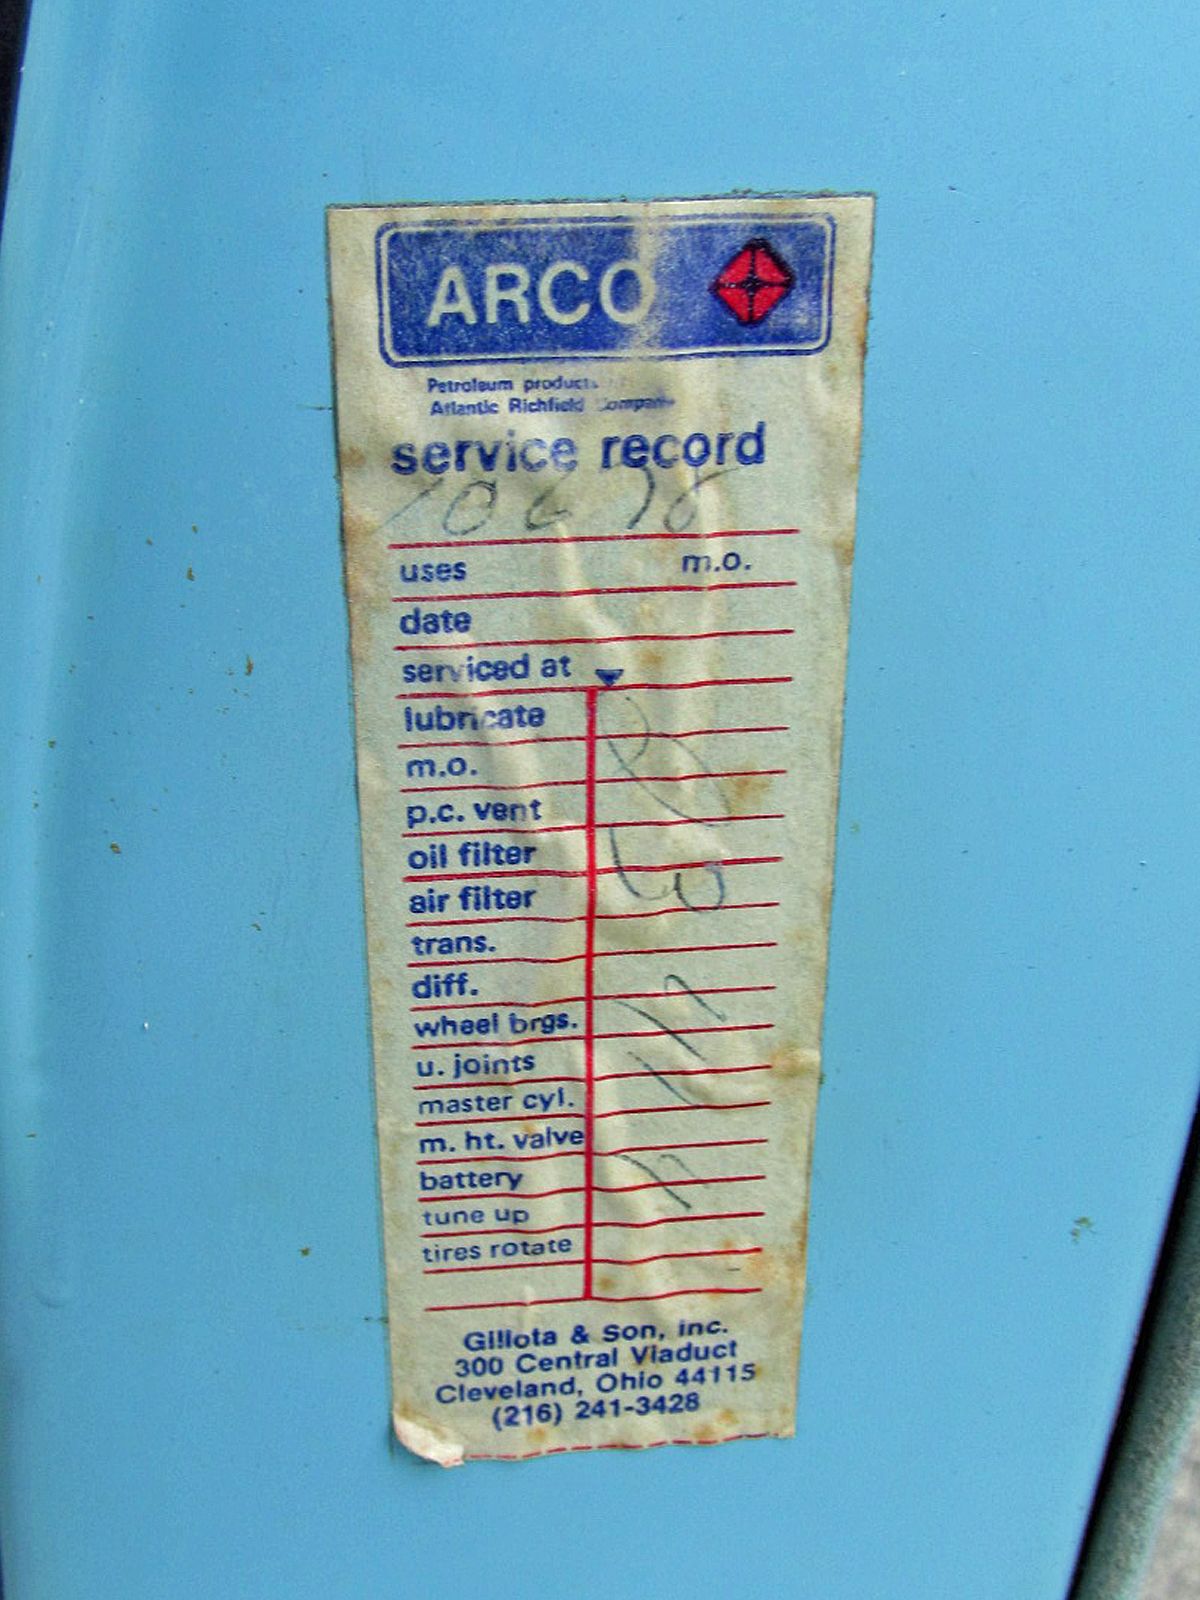 ARCO
Petroleum products
Atlantic Richfield Company
service record
uses m.o.
date
serviced at
lubricate
m.o.
p.c. vent
oil filter
air filter
trans.
diff.
wheel brgs.
u. joints
master cyl.
m. ht. valve
battery
tune up
tires rotate
Gillota & Son, inc.
300 Central Viaduct
Cleveland, Ohio 44115
(216) 241-3428